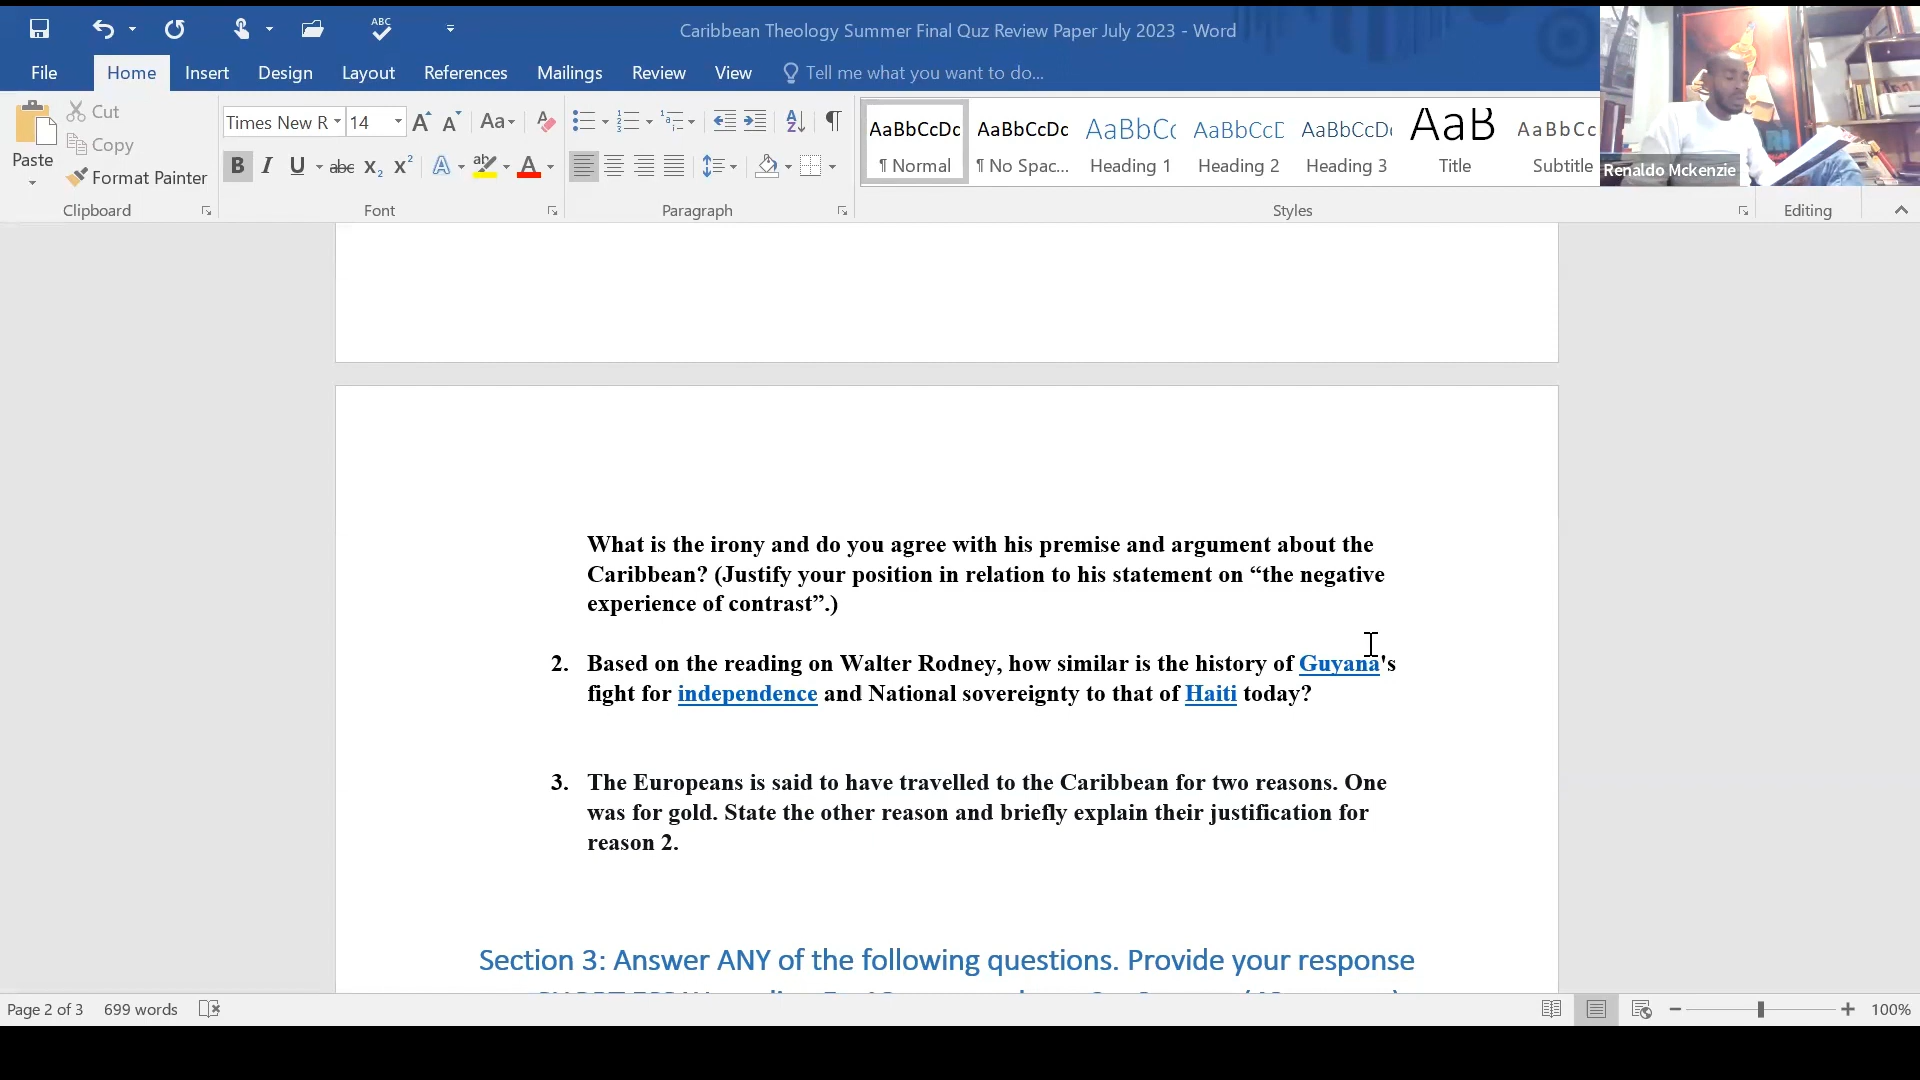 ABC
Caribbean Theology Summer Final Quz Review Paper July 2023 - Word
File Home Insert Design Layout References Mailings Review View Tell me what you want to do...
Paste
Cut
Copy
Format Painter
Clipboard
Times New R 14
Aa
B I U abc X₂ X² A ab A
Font
Paragraph
AaBbCcDc AaBbCcDc AaBbCc AaBbCcD AaBbCcD AaB AaBbCc
¶ Normal ¶ No Spac... Heading 1 Heading 2 Heading 3 Title Subtitle
Styles
Editing
Renaldo Mckenzie
What is the irony and do you agree with his premise and argument about the
Caribbean? (Justify your position in relation to his statement on “the negative
experience of contrast”.)
2. Based on the reading on Walter Rodney, how similar is the history of Guyana's
fight for independence and National sovereignty to that of Haiti today?
3. The Europeans is said to have travelled to the Caribbean for two reasons. One
was for gold. State the other reason and briefly explain their justification for
reason 2.
Section 3: Answer ANY of the following questions. Provide your response
Page 2 of 3 699 words 100%